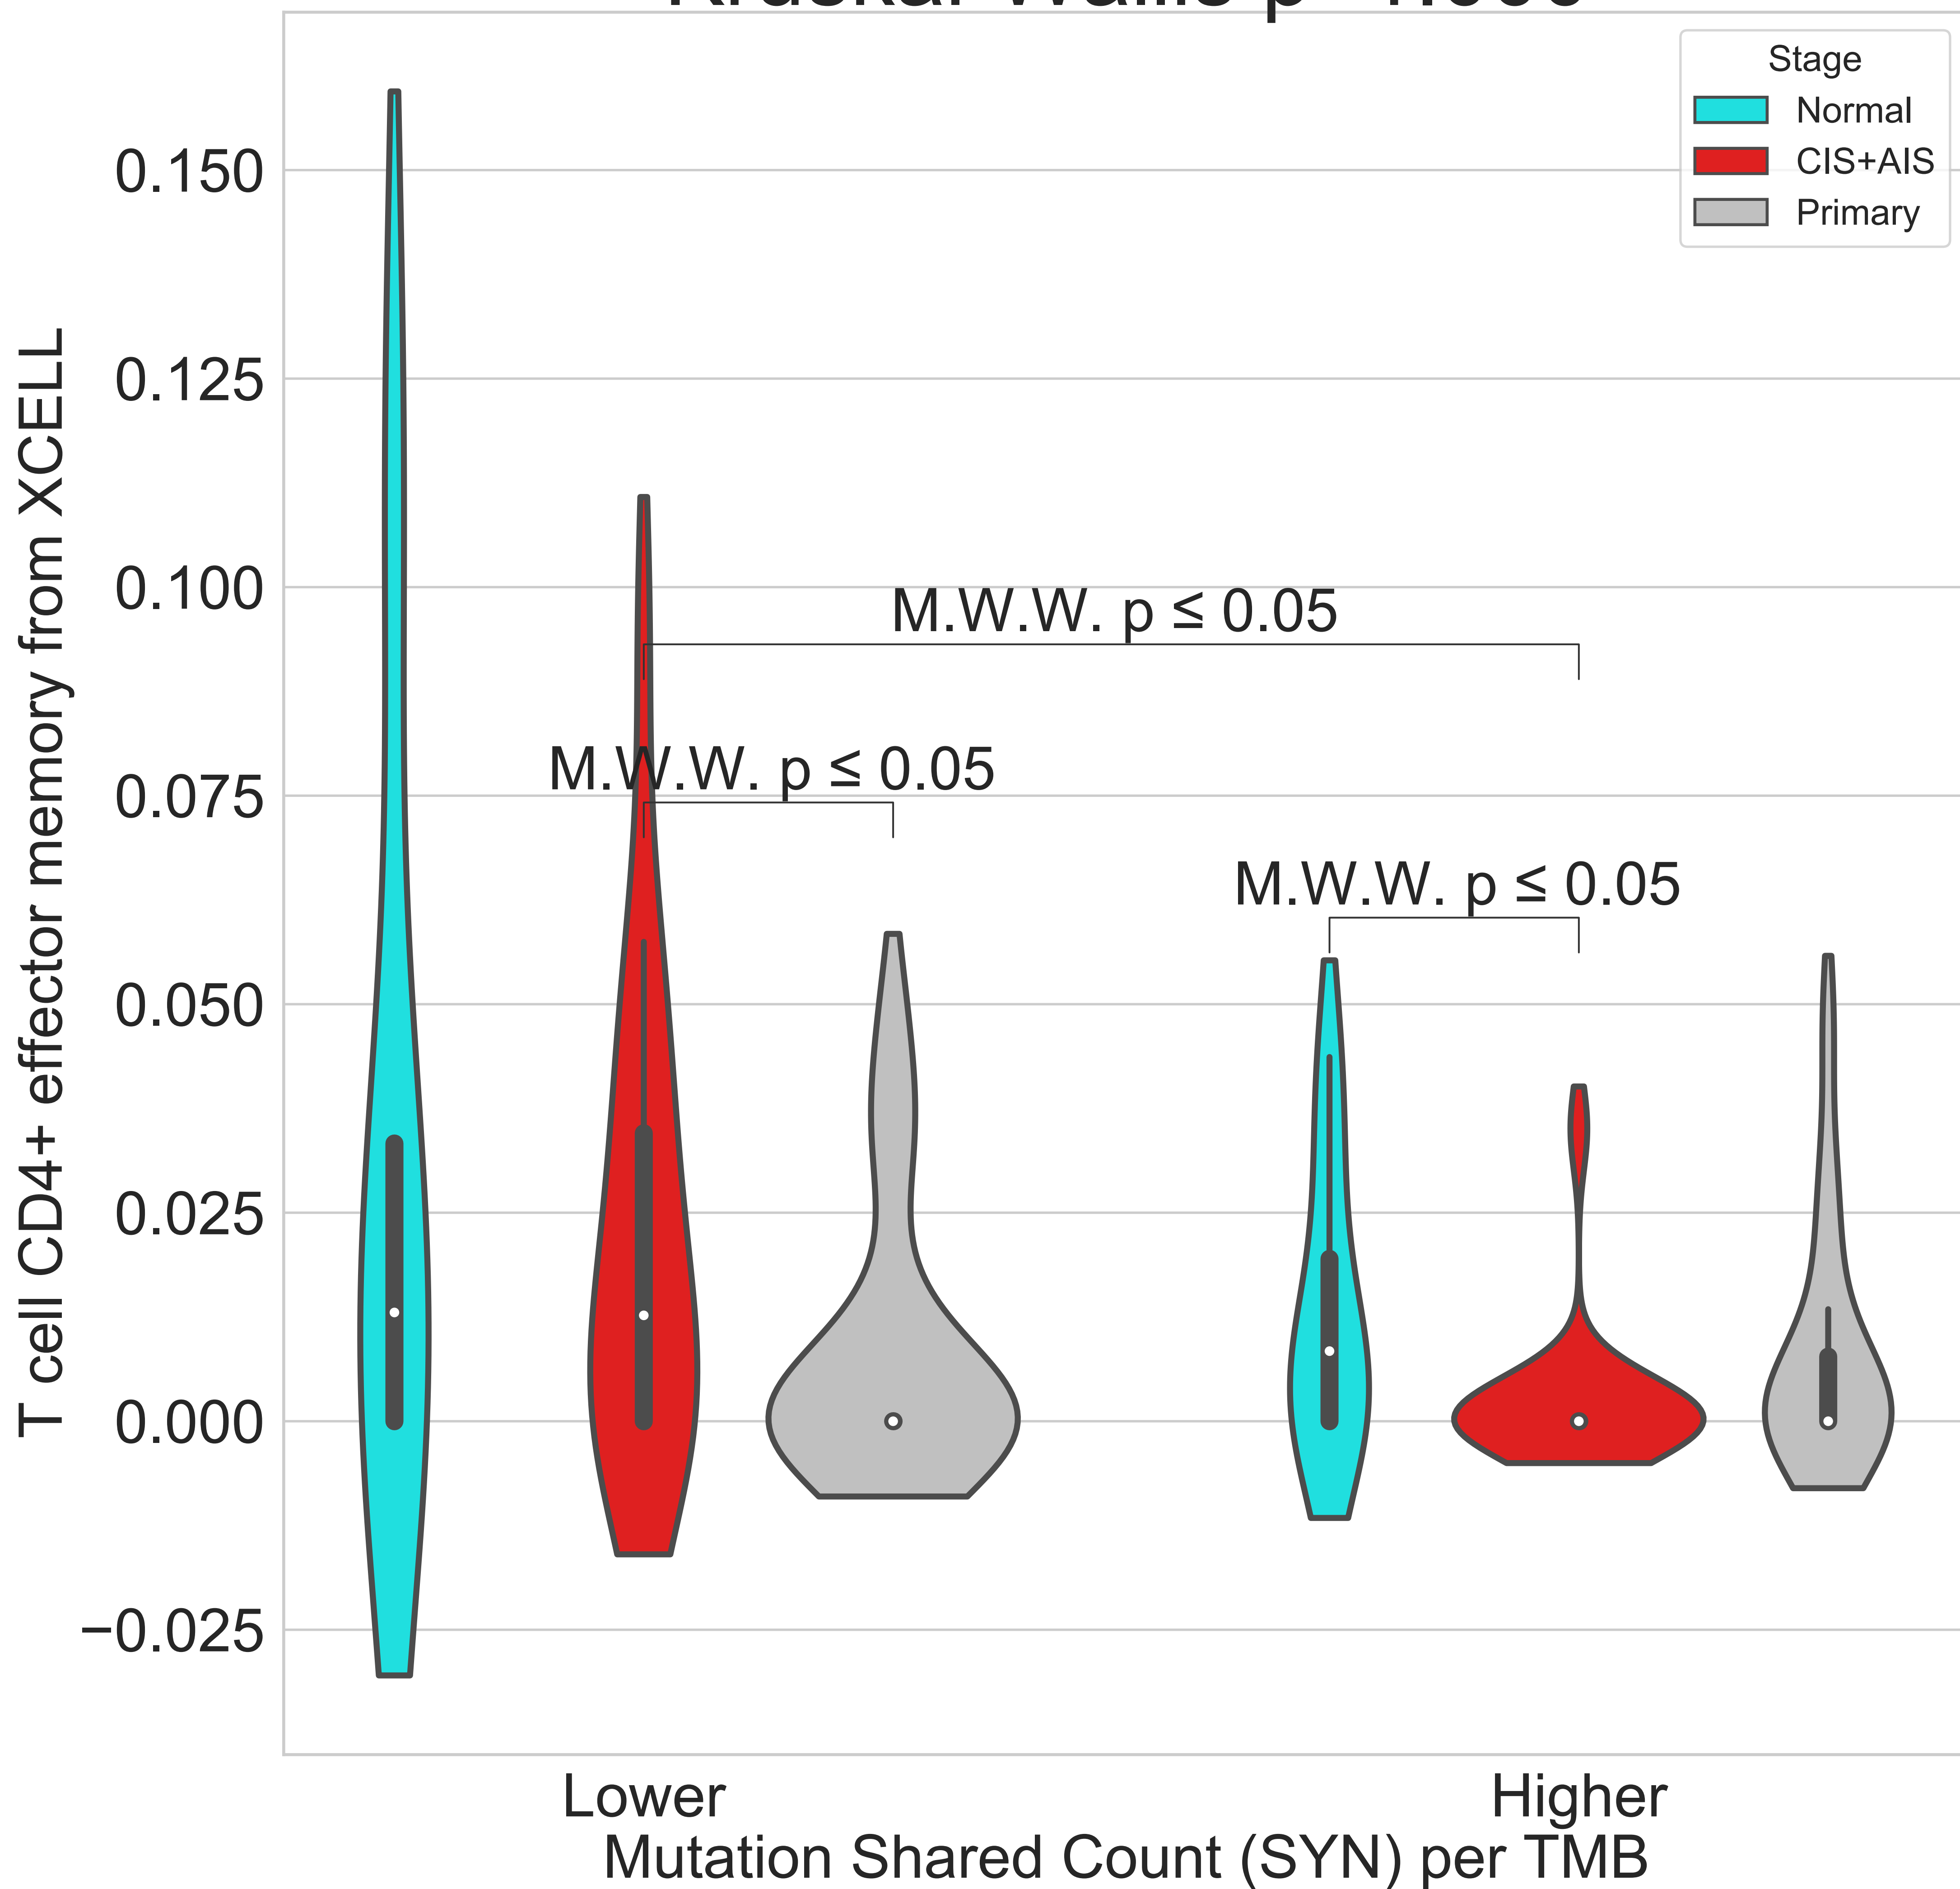 Stage
Normal
CIS+AIS
Primary
T cell CD4+ effector memory from XCELL
0.150
0.125
0.100
0.075
0.050
0.025
0.000
−0.025
M.W.W. p ≤ 0.05
M.W.W. p ≤ 0.05
M.W.W. p ≤ 0.05
Lower
Higher
Mutation Shared Count (SYN) per TMB